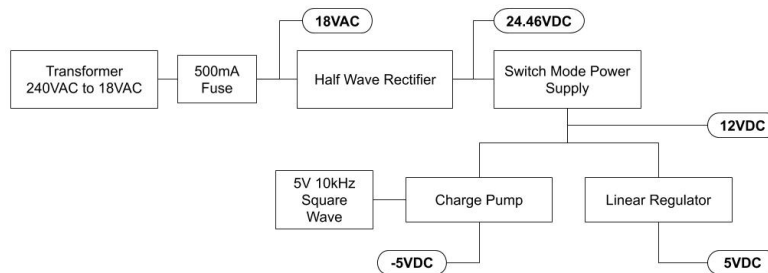 18VAC
24.46VDC
Transformer
240VAC to 18VAC
500mA
Fuse
Half Wave Rectifier
Switch Mode Power
Supply
12VDC
5V 10kHz
Square
Wave
Charge Pump
Linear Regulator
-5VDC
5VDC